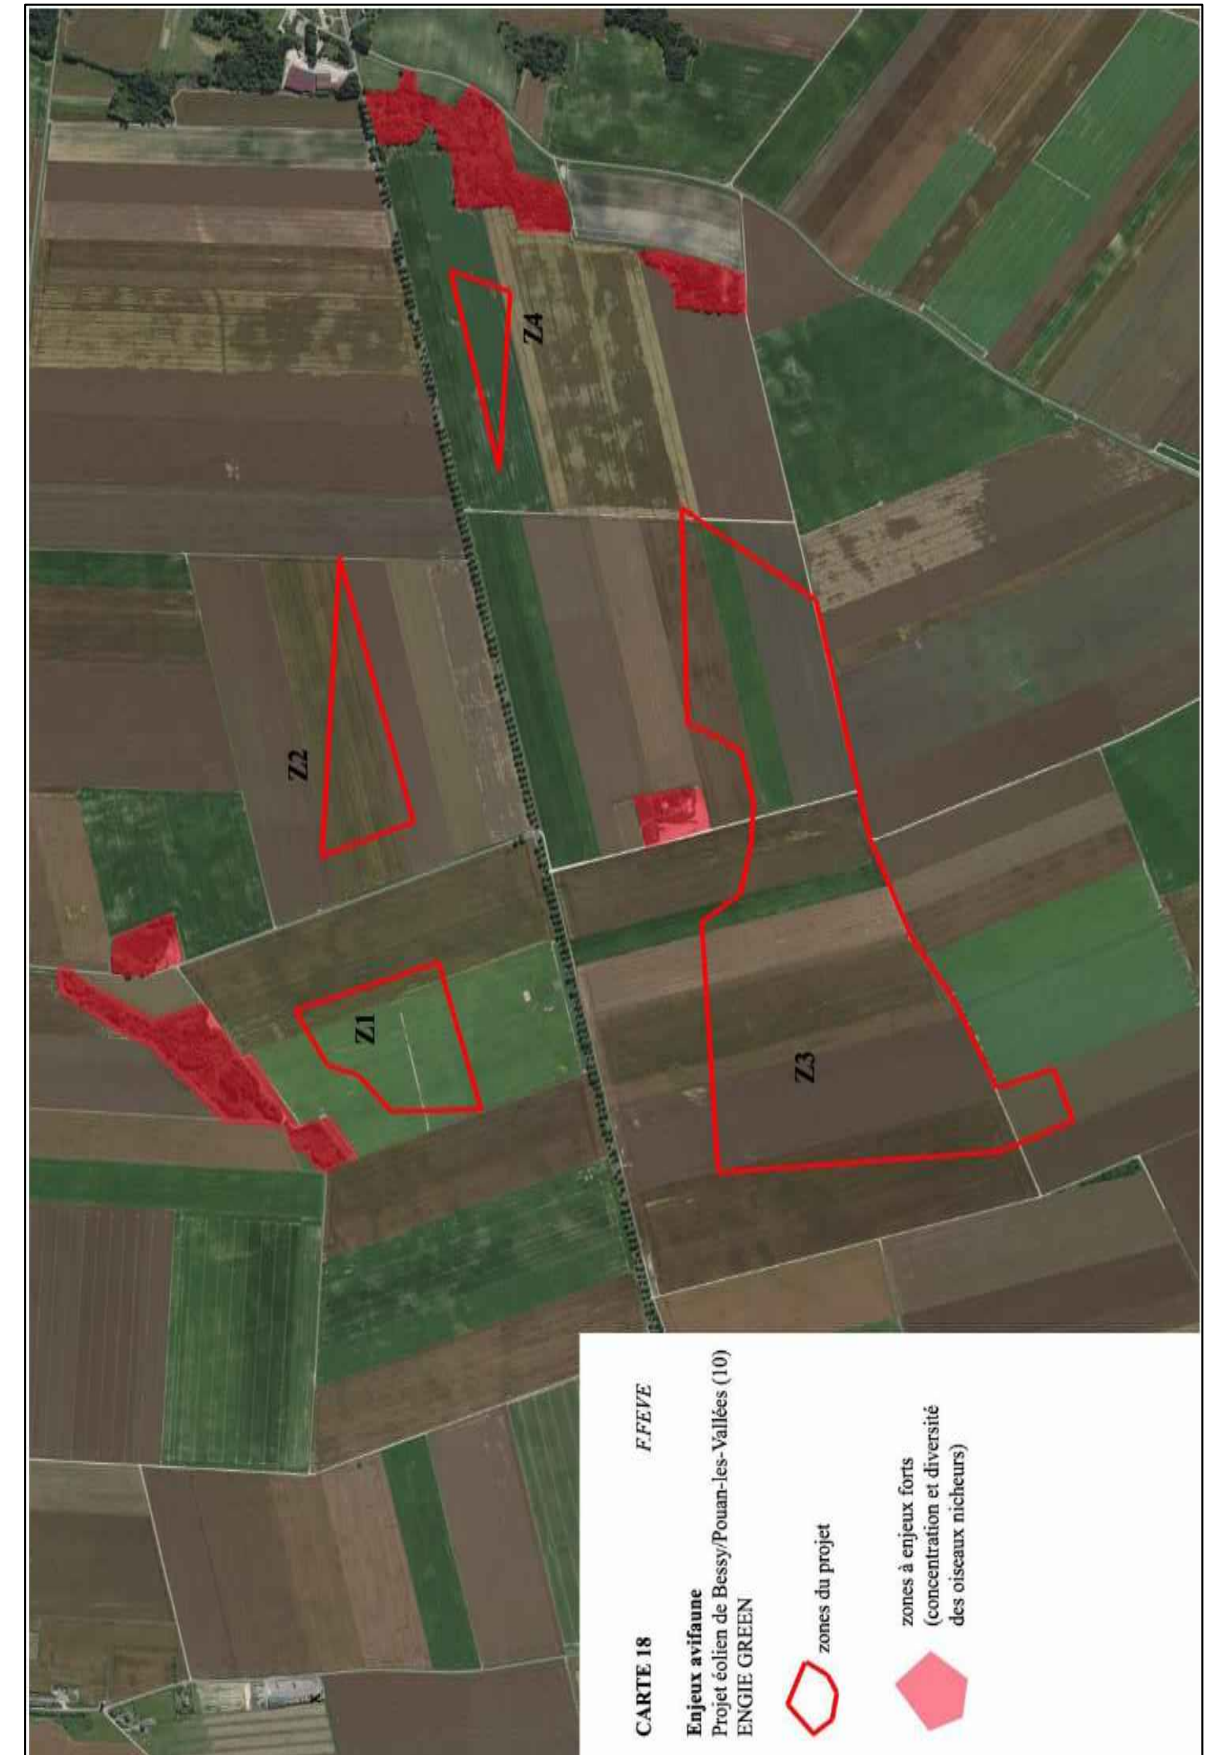 CARTE 18 F.FEVE
Enjeux avifaune
Projet éolien de Bessy/Pouan-les-Vallées (10)
ENGIE GREEN
zones du projet
zones à enjeux forts
(concentration et diversité
des oiseaux nicheurs)
Z1
Z2
Z3
Z4